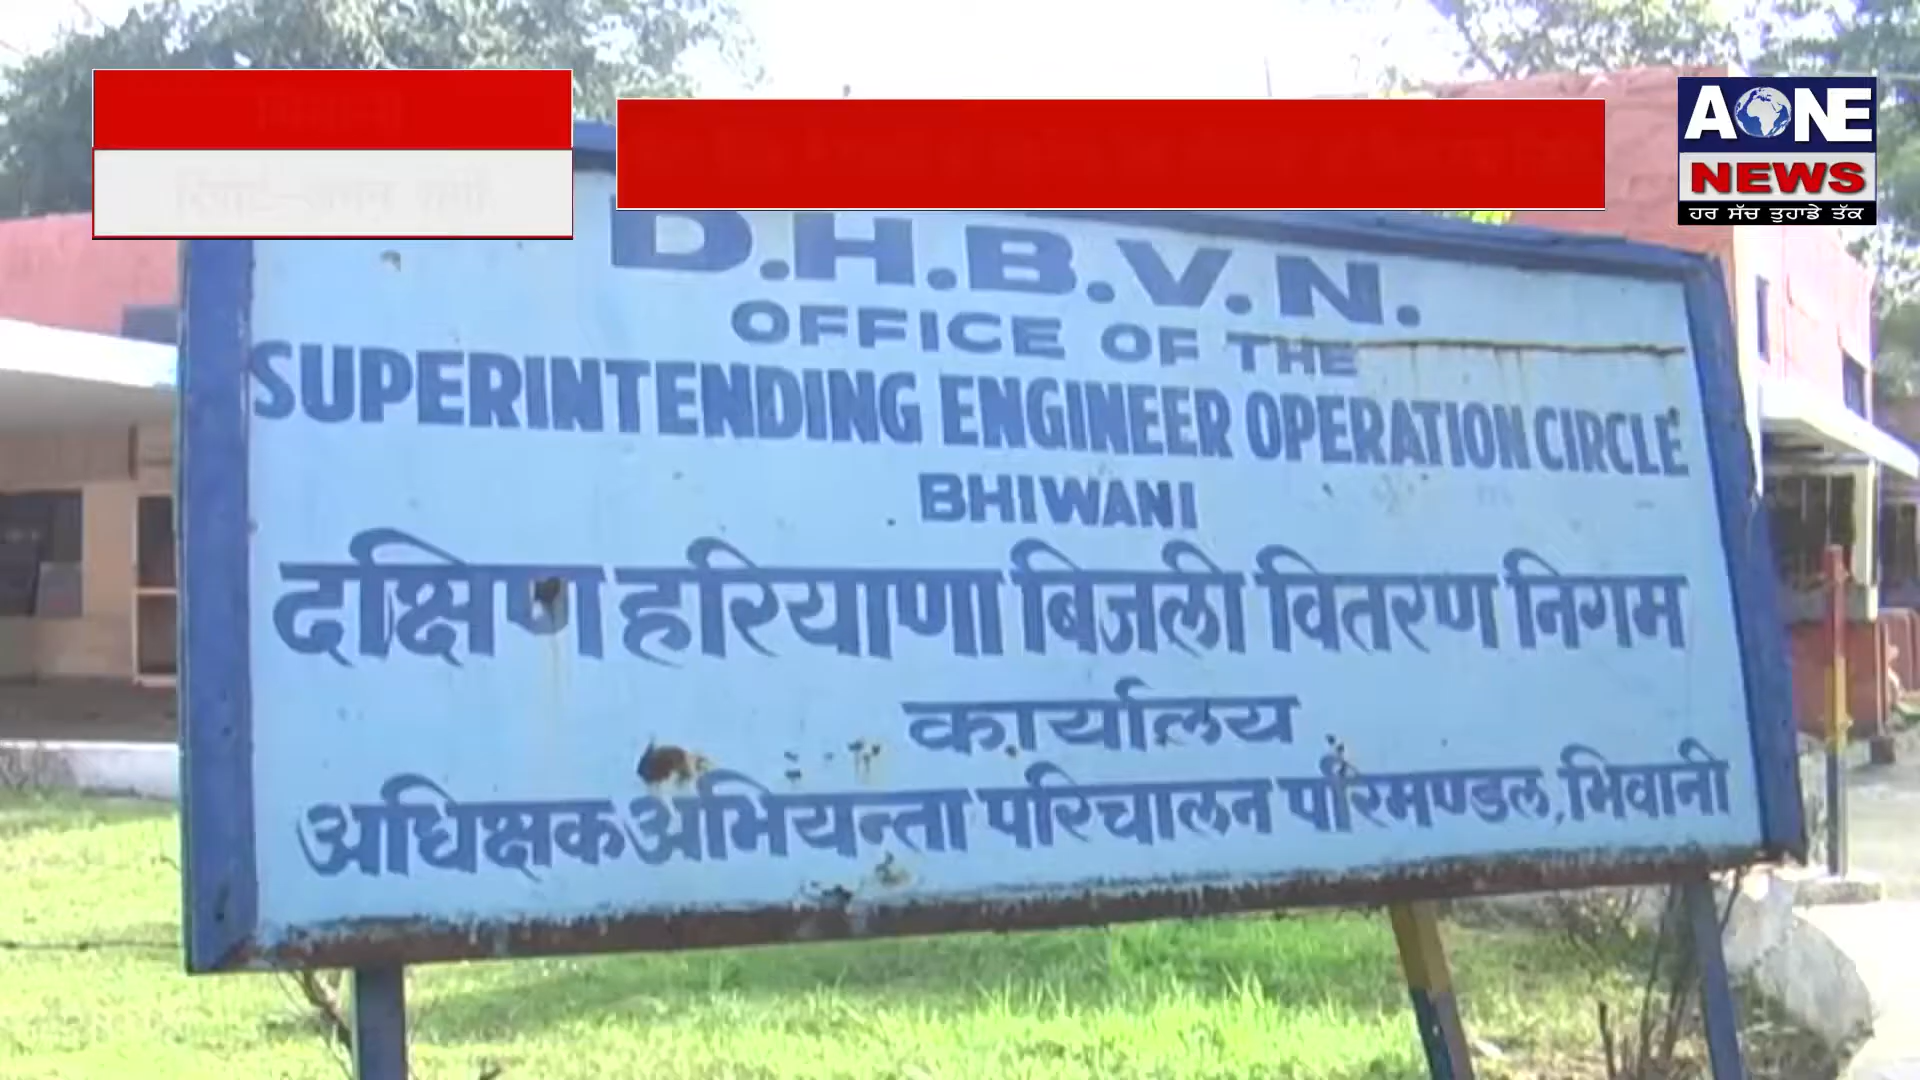 A ONE
NEWS
ਹਰ ਸੱਚ ਤੁਹਾਡੇ ਤੱਕ
D.H.B.V.N.
OFFICE OF THE
SUPERINTENDING ENGINEER OPERATION CIRCLE
BHIWANI
दक्षिण हरियाणा बिजली वितरण निगम
कार्यालय
अधिक्षक अभियन्ता परिचालन परिमण्डल, भिवानी